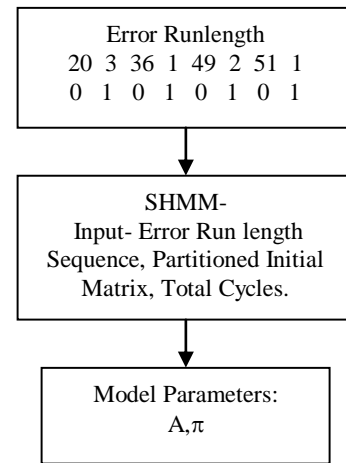 Error Runlength
20 3 36 1 49 2 51 1
0 1 0 1 0 1 0 1
SHMM-
Input- Error Run length
Sequence, Partitioned Initial
Matrix, Total Cycles.
Model Parameters:
A,π